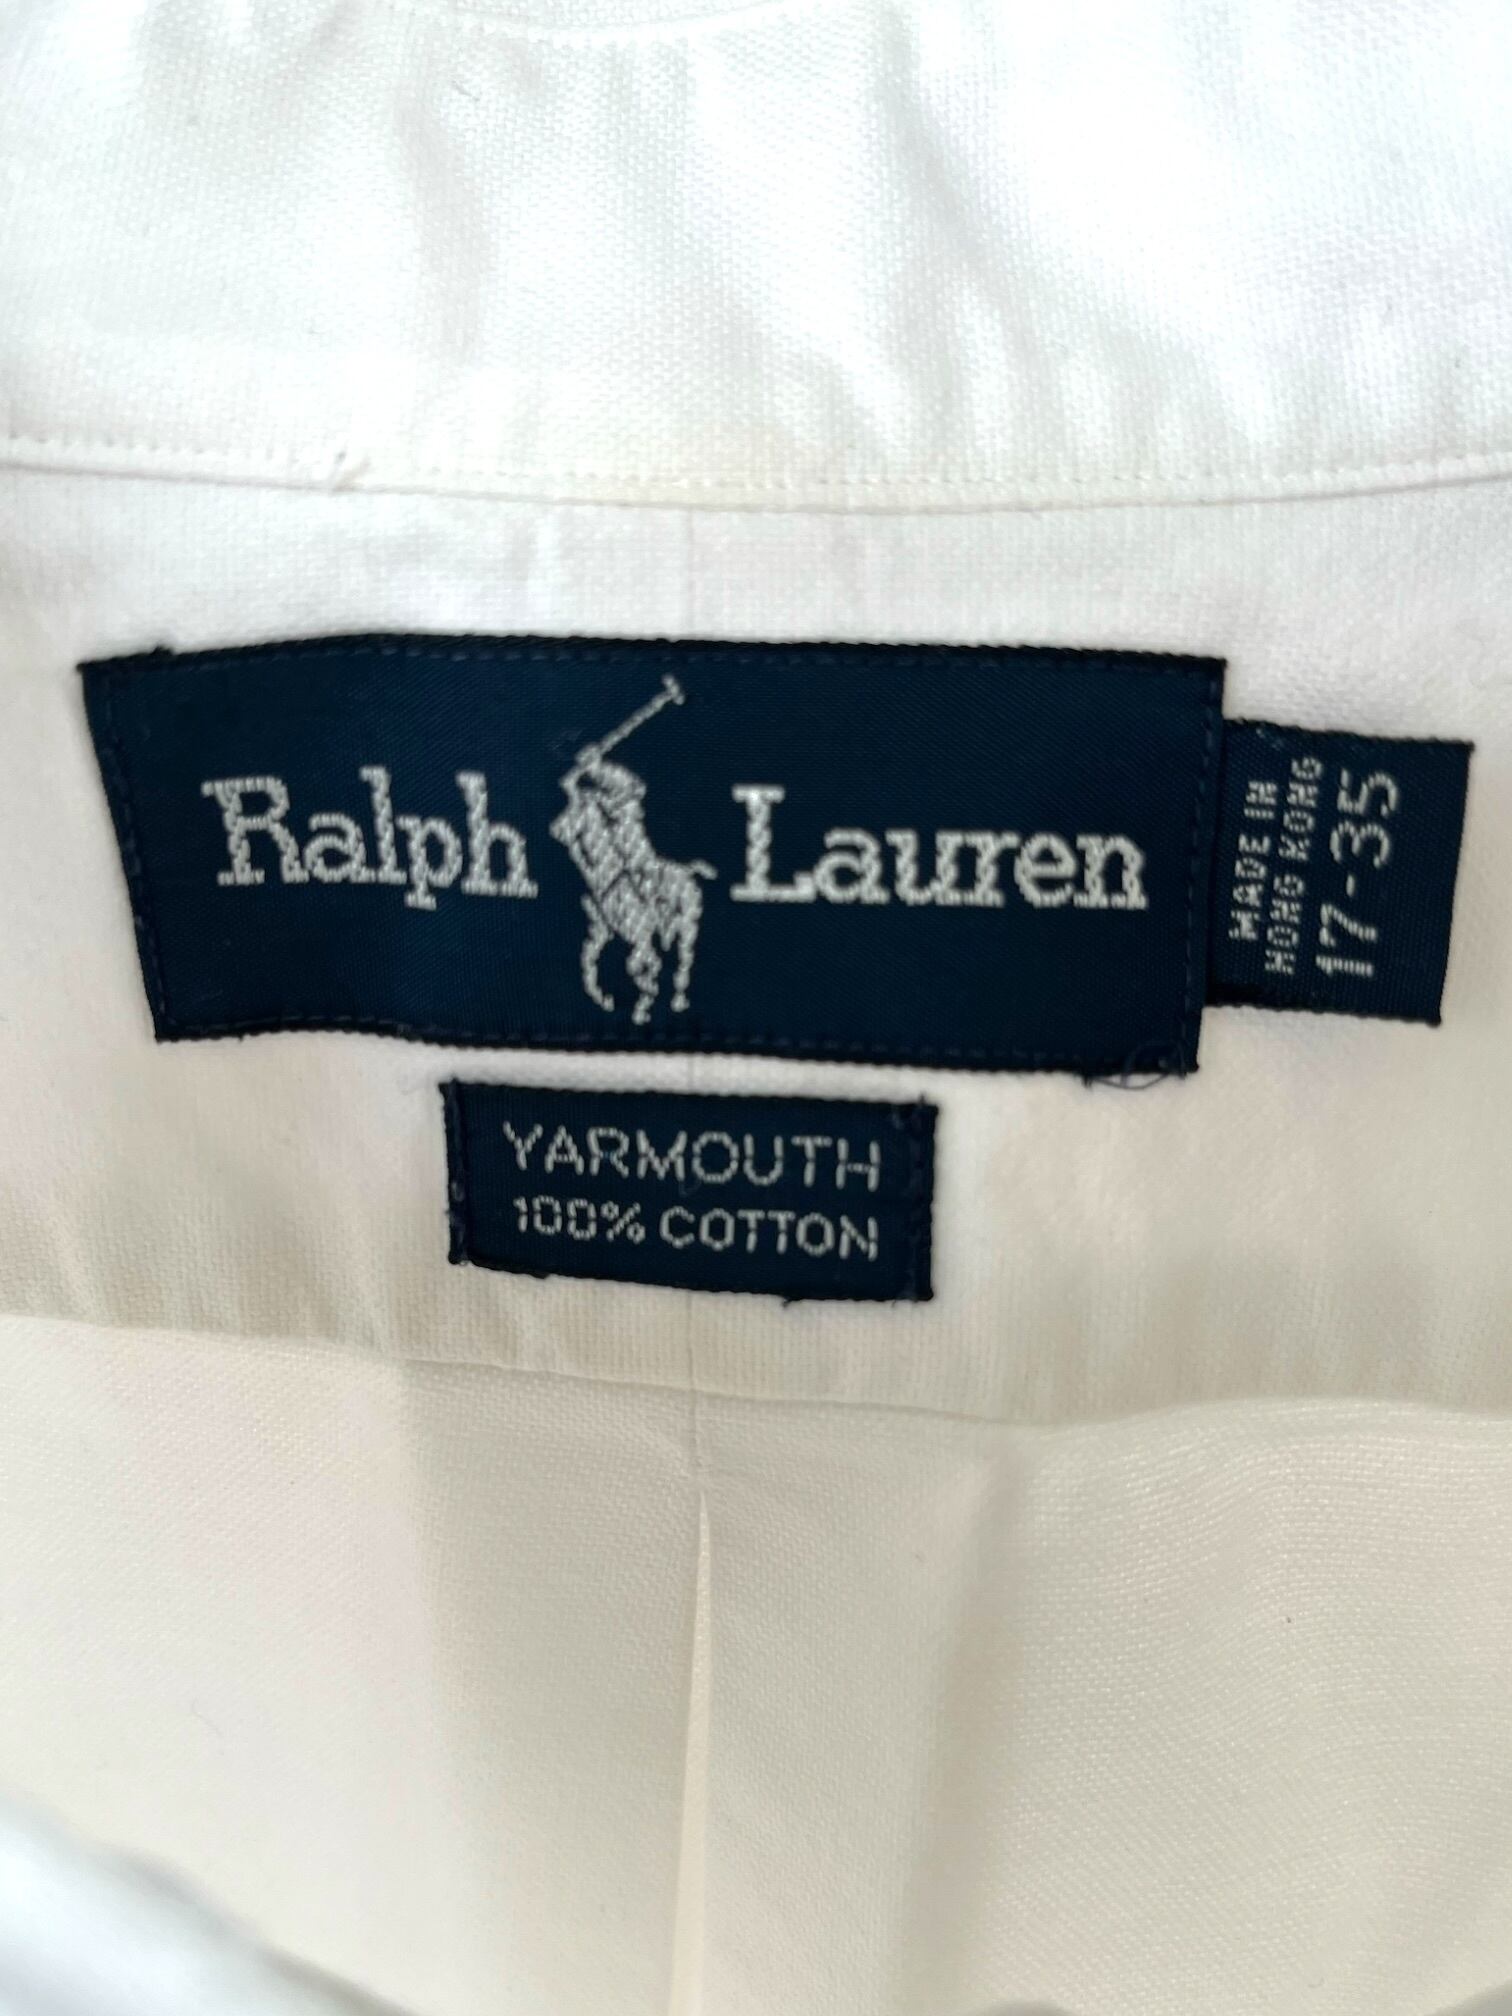 Ralph Lauren
MADE IN
HONG KONG
17-35
YARMOUTH
100% COTTON